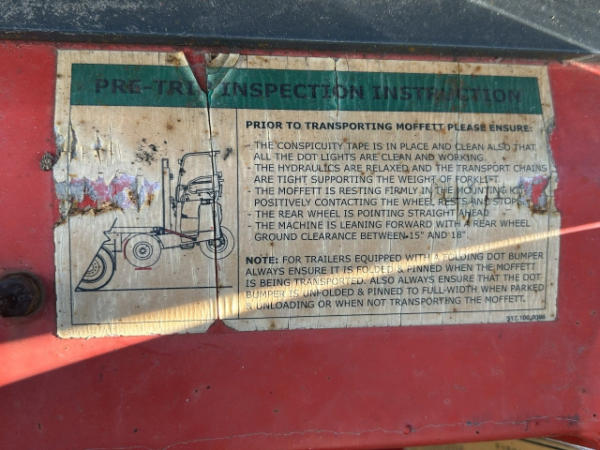 PRE-TRIP INSPECTION INSTRUCTION
PRIOR TO TRANSPORTING MOFFETT PLEASE ENSURE:
- THE CONSPICUITY TAPE IS IN PLACE AND CLEAN ALSO THAT
ALL THE DOT LIGHTS ARE CLEAN AND WORKING.
- THE HYDRAULICS ARE RELAXED AND THE TRANSPORT CHAINS
ARE TIGHT SUPPORTING THE WEIGHT OF FORKLIFT
- THE MOFFETT IS RESTING FIRMLY IN THE MOUNTING KIT
POSITIVELY CONTACTING THE WHEEL RESTS AND STOPS
- THE REAR WHEEL IS POINTING STRAIGHT AHEAD
- THE MACHINE IS LEANING FORWARD WITH A REAR WHEEL
GROUND CLEARANCE BETWEEN 15" AND 18".
NOTE: FOR TRAILERS EQUIPPED WITH A FOLDING DOT BUMPER
ALWAYS ENSURE IT IS FOLDED & PINNED WHEN THE MOFFETT
IS BEING TRANSPORTED. ALSO ALWAYS ENSURE THAT THE DOT
BUMPER IS UNFOLDED & PINNED TO FULL-WIDTH WHEN PARKED
UNLOADING OR WHEN NOT TRANSPORTING THE MOFFETT.